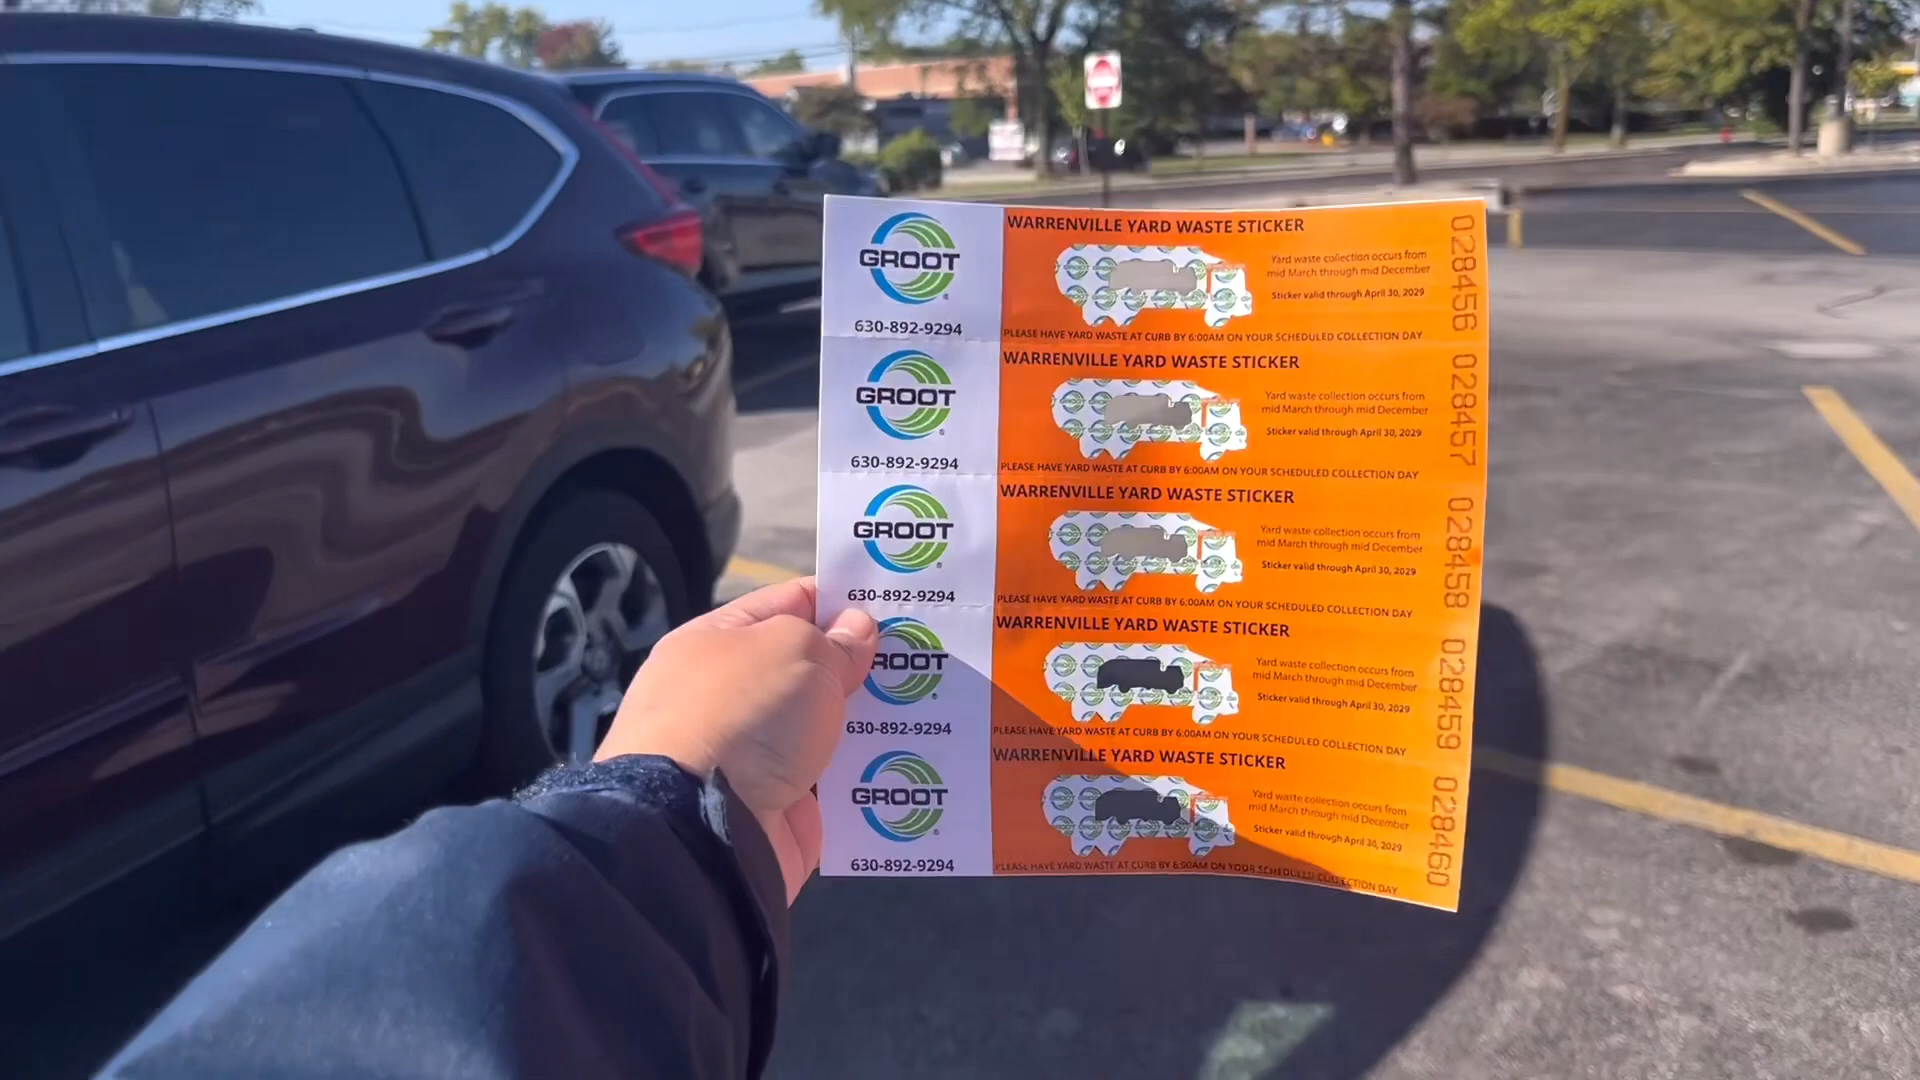 GROOT
630-892-9294
WARRENVILLE YARD WASTE STICKER
Yard waste collection occurs from
mid March through mid December
Sticker valid through April 30, 2029
PLEASE HAVE YARD WASTE AT CURB BY 6:00AM ON YOUR SCHEDULED COLLECTION DAY
028456
GROOT
630-892-9294
WARRENVILLE YARD WASTE STICKER
Yard waste collection occurs from
mid March through mid December
Sticker valid through April 30, 2029
PLEASE HAVE YARD WASTE AT CURB BY 6:00AM ON YOUR SCHEDULED COLLECTION DAY
028457
GROOT
630-892-9294
WARRENVILLE YARD WASTE STICKER
Yard waste collection occurs from
mid March through mid December
Sticker valid through April 30, 2029
PLEASE HAVE YARD WASTE AT CURB BY 6:00AM ON YOUR SCHEDULED COLLECTION DAY
028458
ROOT
630-892-9294
WARRENVILLE YARD WASTE STICKER
Yard waste collection occurs from
mid March through mid December
Sticker valid through April 30, 2029
PLEASE HAVE YARD WASTE AT CURB BY 6:00AM ON YOUR SCHEDULED COLLECTION DAY
028459
GROOT
630-892-9294
WARRENVILLE YARD WASTE STICKER
Yard waste collection occurs from
mid March through mid December
Sticker valid through April 30, 2029
PLEASE HAVE YARD WASTE AT CURB BY 6:00AM ON YOUR SCHEDULED COLLECTION DAY
028460